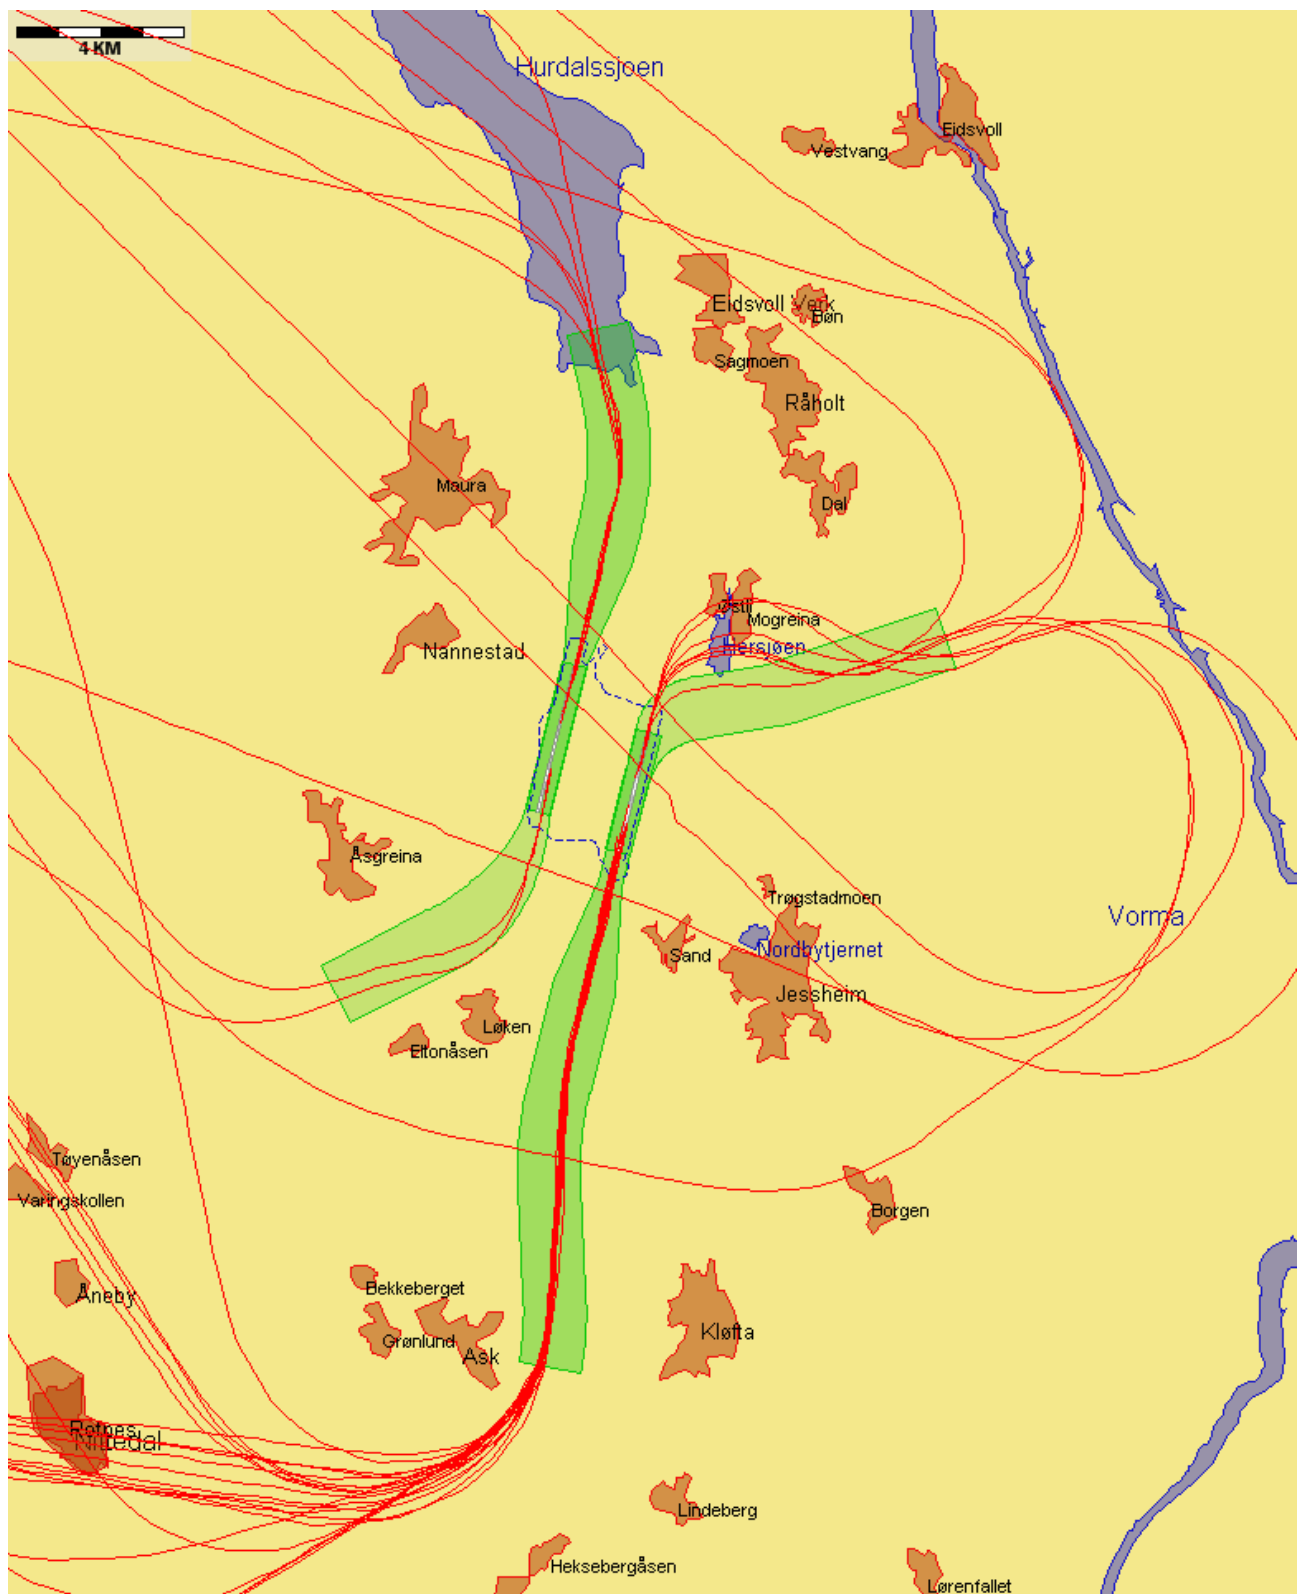 4 KM
Hurdalssjoen
Eidsvoll
Vestvang
Eidsvoll Verk
Bøn
Sagmoen
Råholt
Maura
Dal
Østli
Mogreina
Hersjøen
Nannestad
Åsgreina
Trøgstadmoen
Vorma
Sand
Nordbytjernet
Jessheim
Løken
Eltonåsen
Tøyenåsen
Varingskollen
Borgen
Bekkeberget
Åneby
Grønlund
Ask
Kløfta
Rotnes
Nittedal
Lindeberg
Heksebergåsen
Lørenfallet